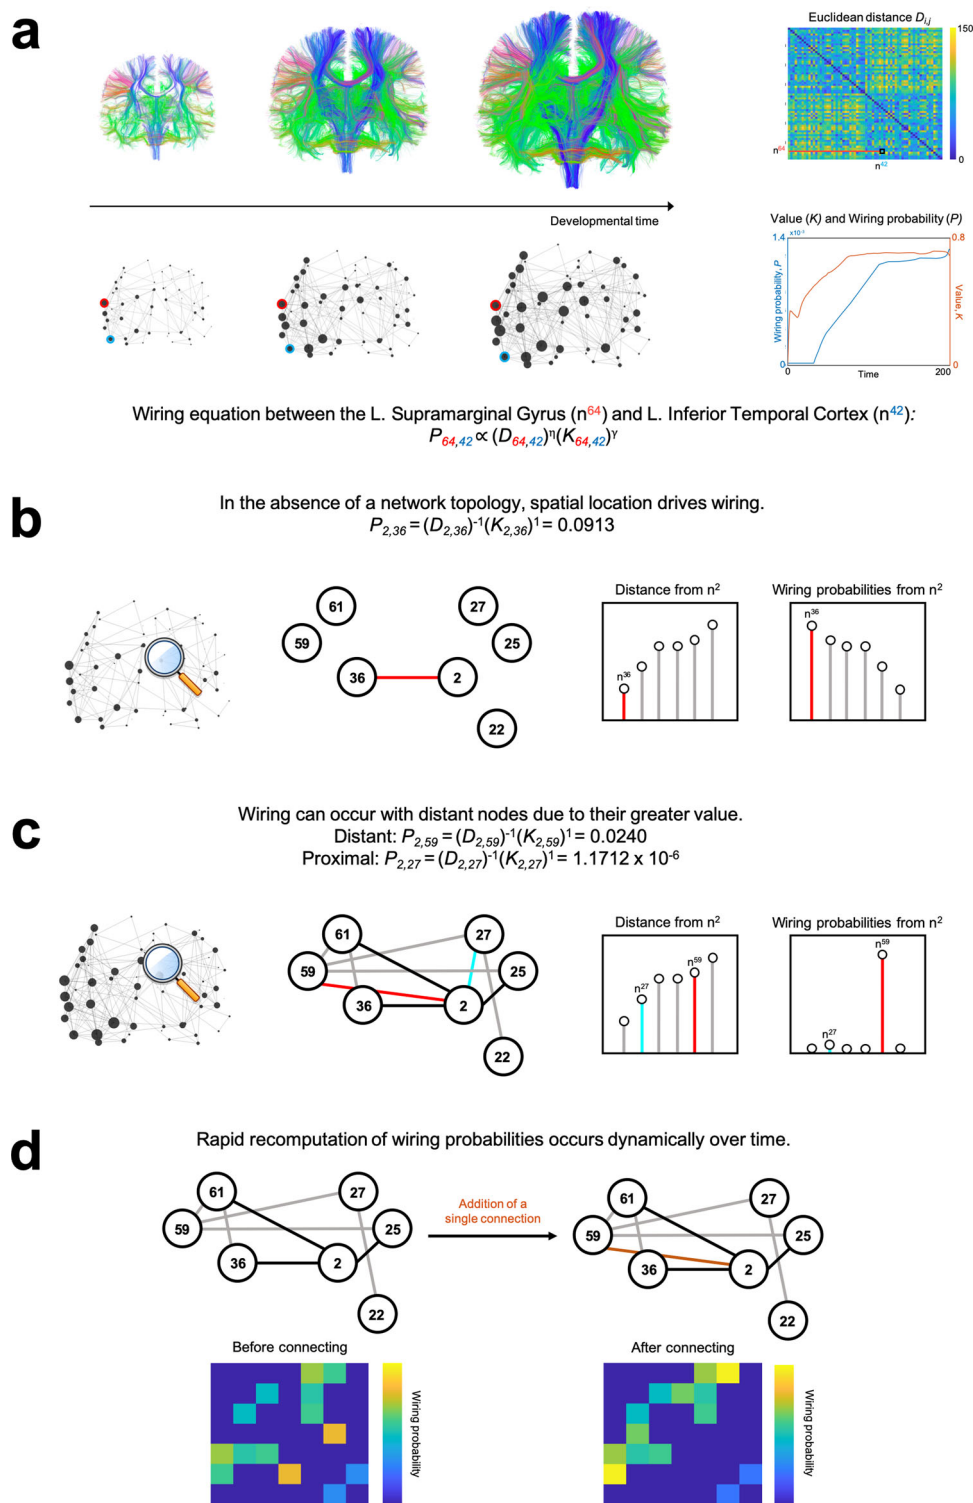 a
Euclidean distance Di,j
150
0
n64
n42
Developmental time
Value (K) and Wiring probability (P)
x10-3
1.4
0.8
Wiring probability, P
Value, K
0
0
0
200
Time
Wiring equation between the L. Supramarginal Gyrus (n64) and L. Inferior Temporal Cortex (n42):
P64,42 ∝ (D64,42)η(K64,42)γ
b
In the absence of a network topology, spatial location drives wiring.
P2,36 = (D2,36)-1(K2,36)1 = 0.0913
61
27
59
25
36
2
22
Distance from n2
n36
Wiring probabilities from n2
n36
c
Wiring can occur with distant nodes due to their greater value.
Distant: P2,59 = (D2,59)-1(K2,59)1 = 0.0240
Proximal: P2,27 = (D2,27)-1(K2,27)1 = 1.1712 x 10-6
61
27
59
25
36
2
22
Distance from n2
n27
n59
Wiring probabilities from n2
n27
n59
d
Rapid recomputation of wiring probabilities occurs dynamically over time.
61
27
59
25
36
2
22
Addition of a
single connection
61
27
59
25
36
2
22
Before connecting
Wiring probability
After connecting
Wiring probability